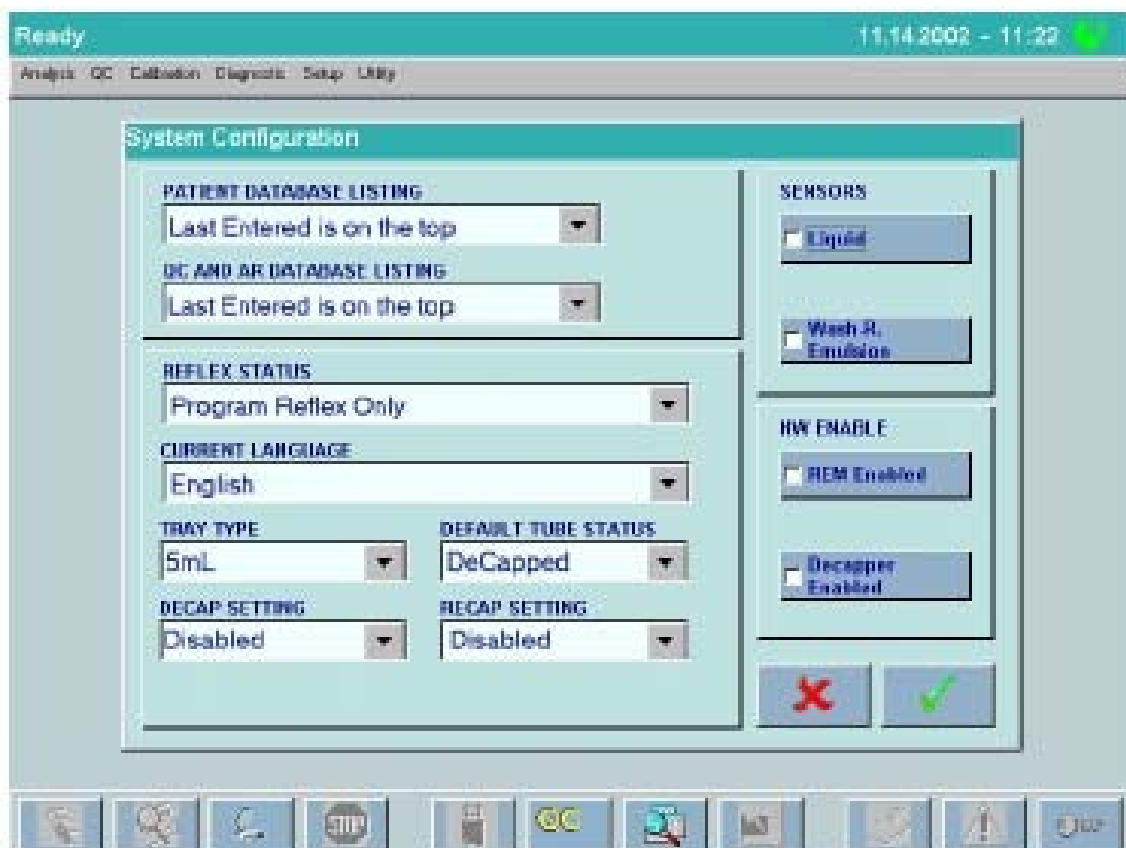 Ready 11.14.2002 - 11:22
Analysis QC Calibration Diagnostic Setup Utility
System Configuration
PATIENT DATABASE LISTING
Last Entered is on the top
QC AND AR DATABASE LISTING
Last Entered is on the top
REFLEX STATUS
Program Reflex Only
CURRENT LANGUAGE
English
TRAY TYPE DEFAULT TUBE STATUS
5mL DeCapped
DECAP SETTING RECAP SETTING
Disabled Disabled
SENSORS
Liquid
Wash R.
Emulsion
HW ENABLE
REM Enabled
Decapper
Enabled
STOP QC